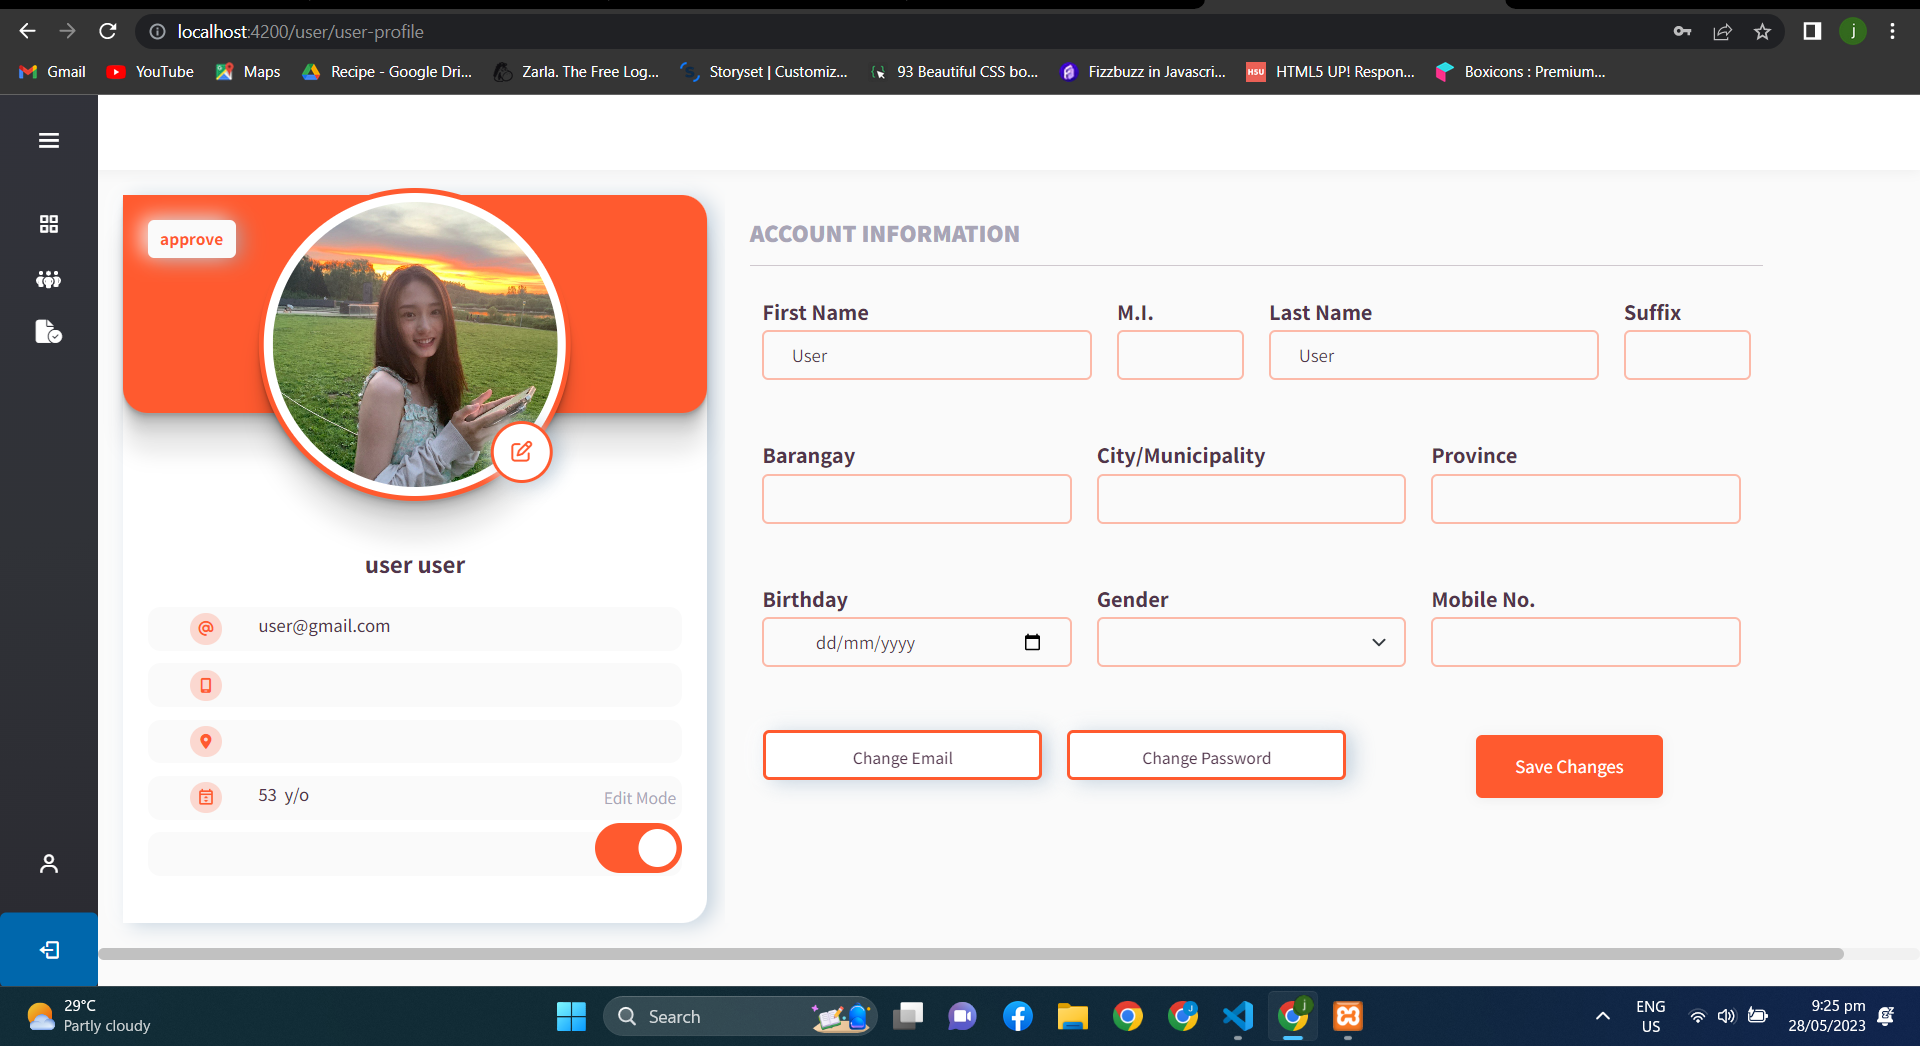 localhost:4200/user/user-profile
j
Gmail
YouTube
Maps
Recipe - Google Dri...
Zarla. The Free Log...
Storyset | Customiz...
93 Beautiful CSS bo...
Fizzbuzz in Javascri...
H5U
HTML5 UP! Respon...
Boxicons : Premium...
approve
ACCOUNT INFORMATION
First Name
M.I.
Last Name
Suffix
User
User
Barangay
City/Municipality
Province
user user
Birthday
Gender
Mobile No.
user@gmail.com
dd/mm/yyyy
Change Email
Change Password
Save Changes
53 y/o
Edit Mode
29°C
Partly cloudy
Search
j
ENG
US
9:25 pm
28/05/2023